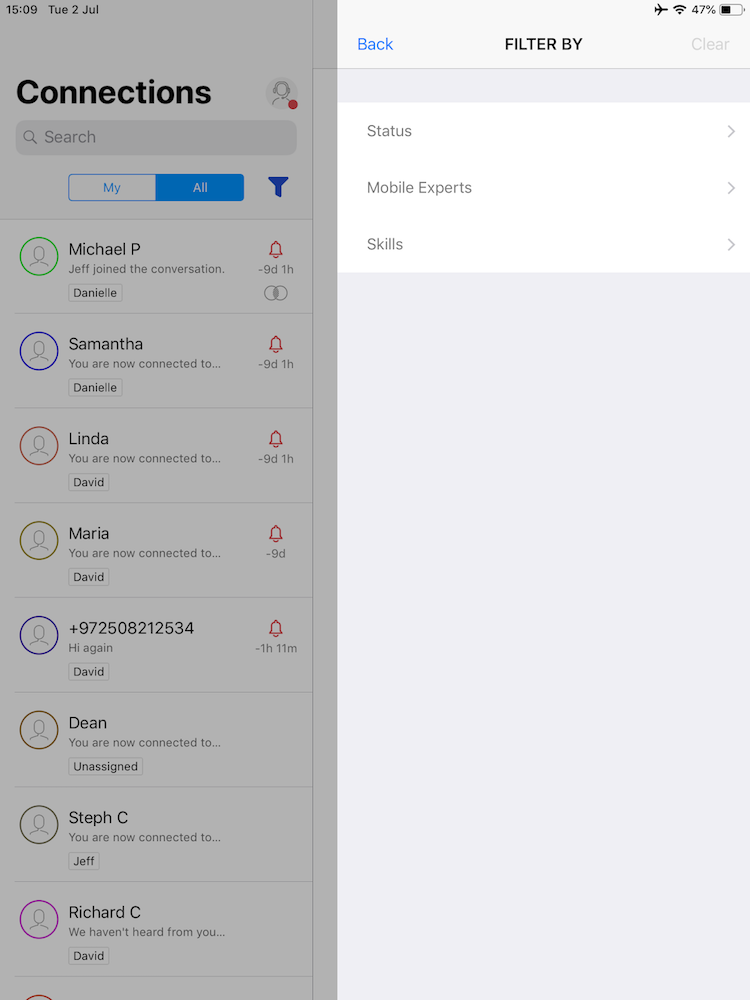 15:09 Tue 2 Jul
47%
Connections
Search
My
All
Michael P
Jeff joined the conversation.
-9d 1h
Danielle
Samantha
You are now connected to...
-9d 1h
Danielle
Linda
You are now connected to...
-9d 1h
David
Maria
You are now connected to...
-9d
David
+972508212534
Hi again
-1h 11m
David
Dean
You are now connected to...
Unassigned
Steph C
You are now connected to...
Jeff
Richard C
We haven't heard from you...
David
Back
FILTER BY
Clear
Status
Mobile Experts
Skills